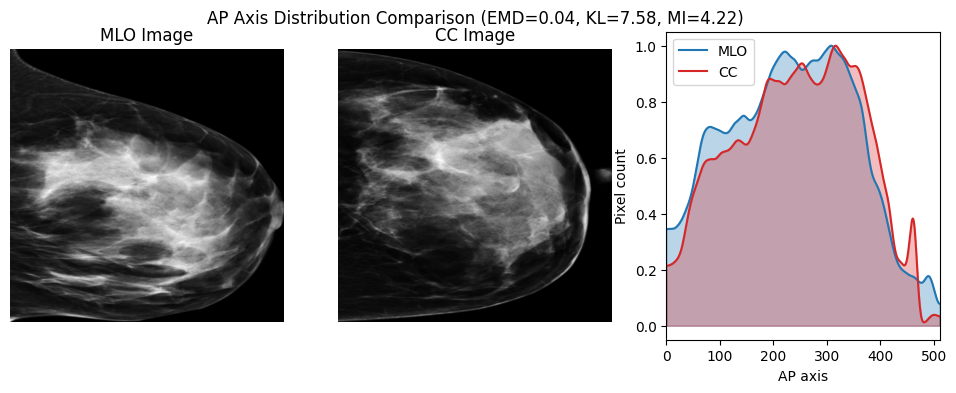 AP Axis Distribution Comparison (EMD=0.04, KL=7.58, MI=4.22)
MLO Image
CC Image
MLO
CC
Pixel count
1.0
0.8
0.6
0.4
0.2
0.0
0 100 200 300 400 500
AP axis